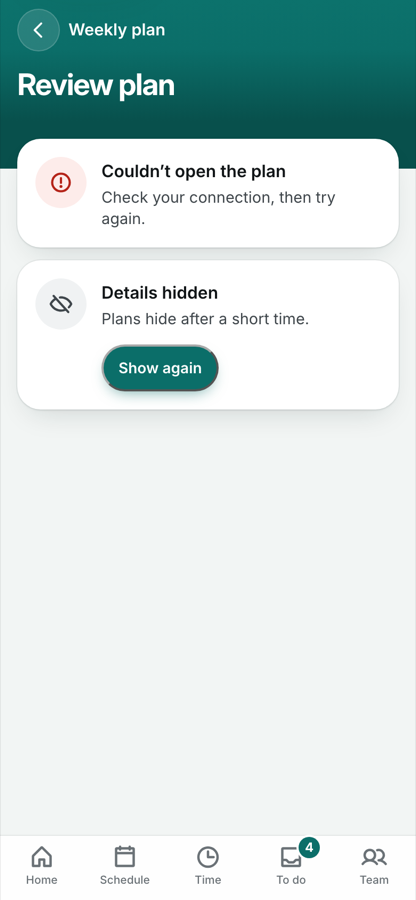 Weekly plan
Review plan
Couldn’t open the plan
Check your connection, then try
again.
Details hidden
Plans hide after a short time.
Show again
4
Home
Schedule
Time
To do
Team